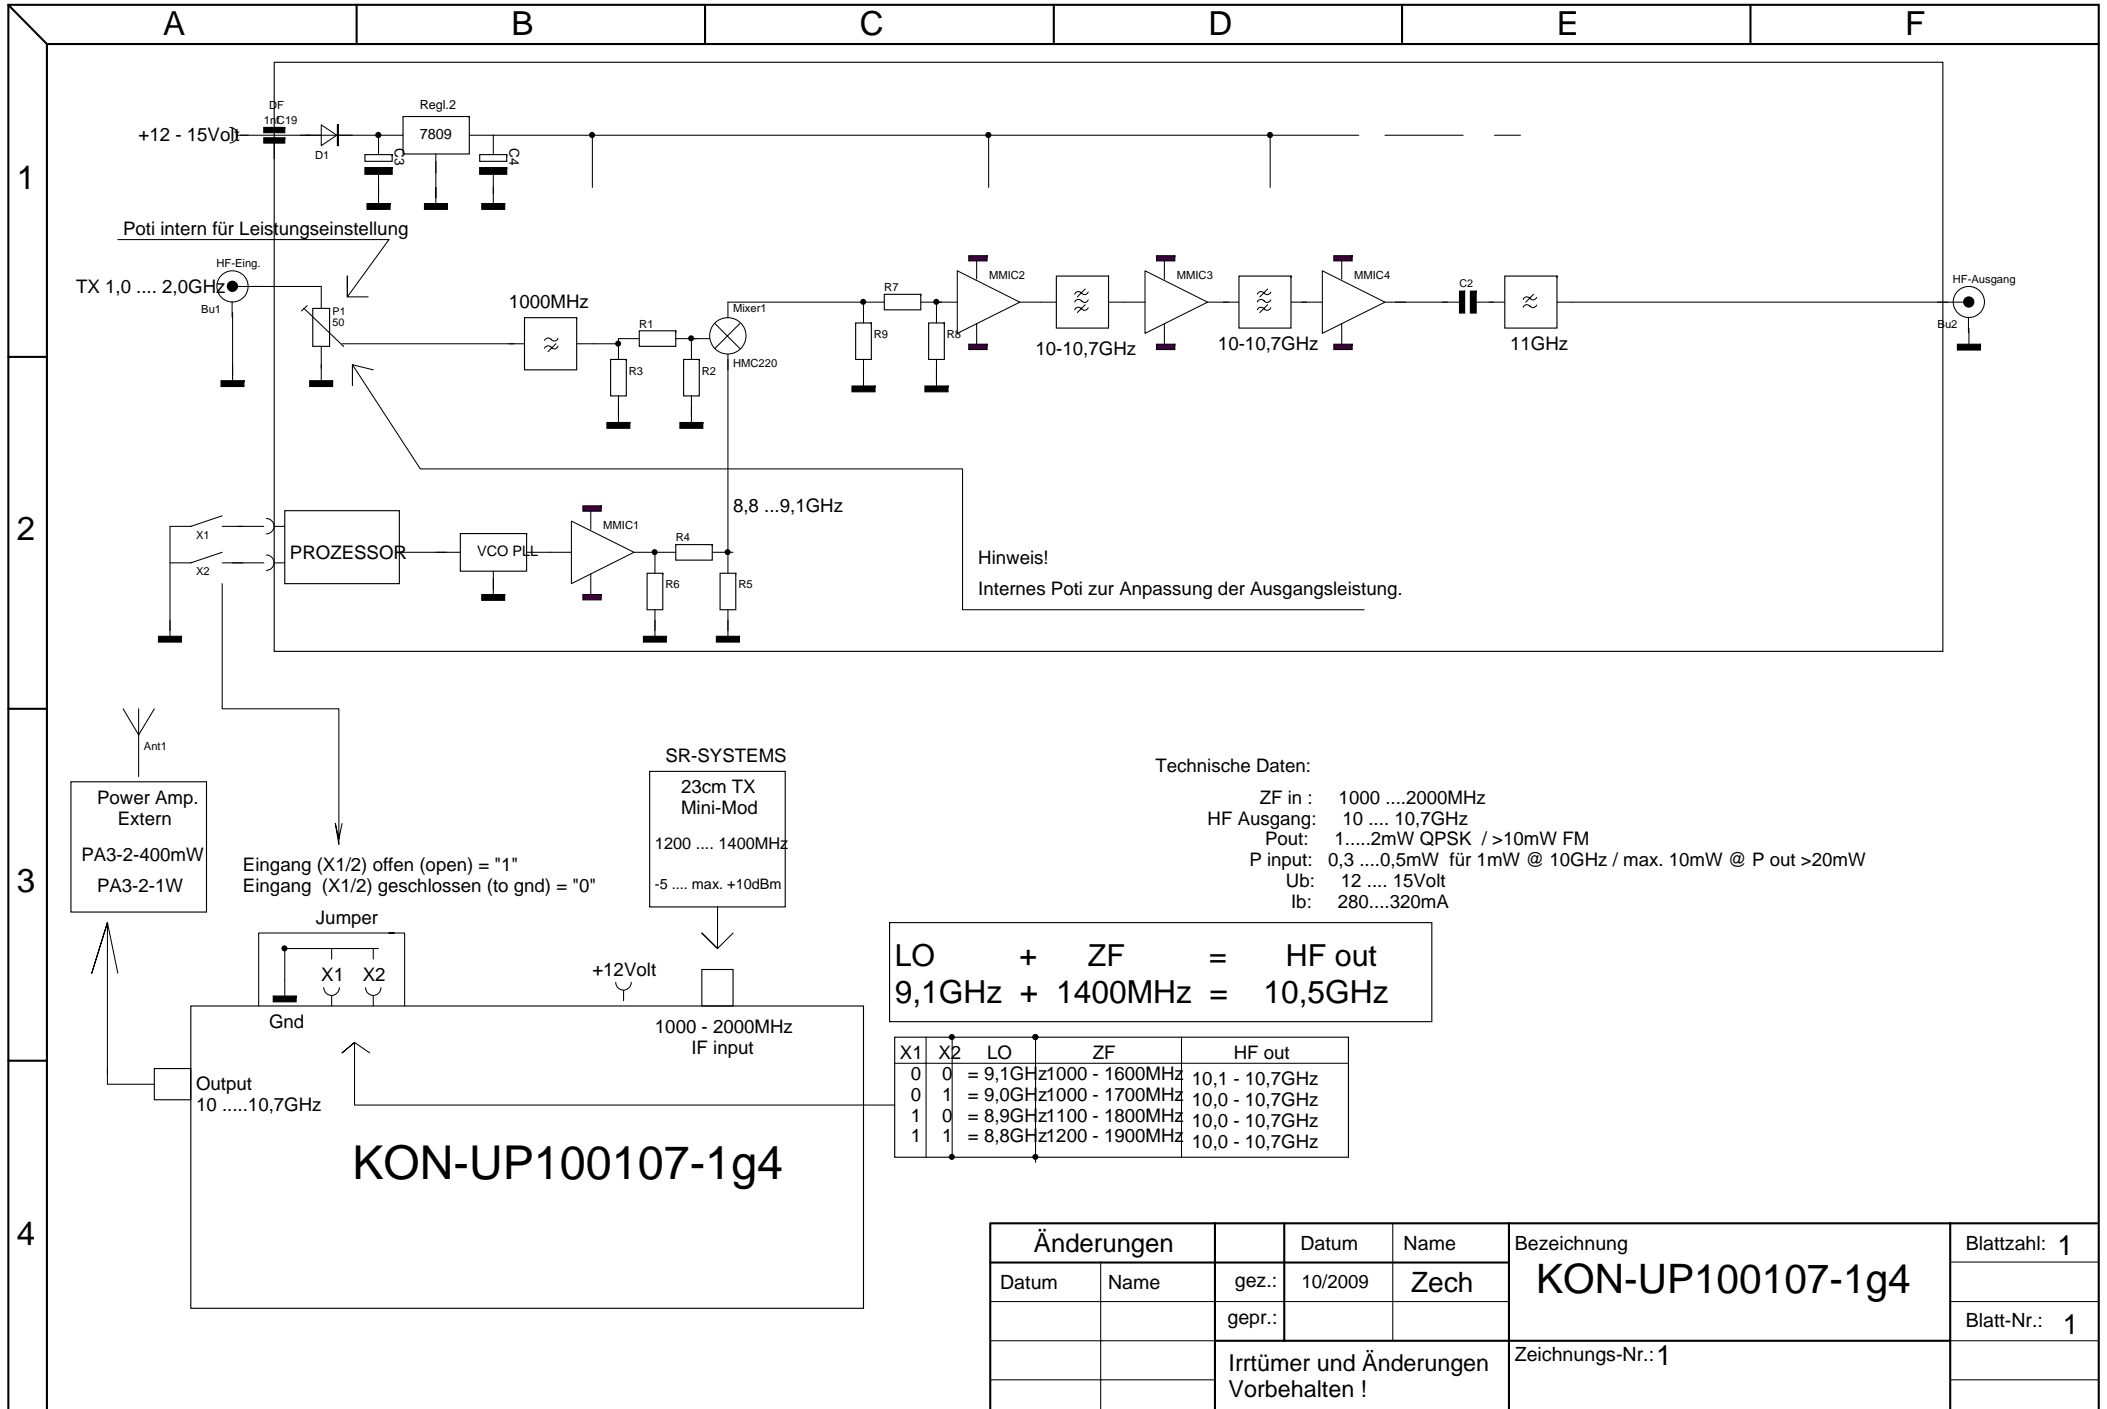 A B C D E F
1
2
3
4
+12 - 15Volt
DF
1nf C19
D1
C3
Regl.2
7809
C4
Poti intern für Leistungseinstellung
HF-Eing.
TX 1,0 .... 2,0GHz
Bu1
P1
50
1000MHz
R1
R3
R2
Mixer1
HMC220
R7
R9
R8
MMIC2
10-10,7GHz
MMIC3
10-10,7GHz
MMIC4
C2
11GHz
HF-Ausgang
Bu2
8,8 ...9,1GHz
X1
X2
PROZESSOR
VCO PLL
MMIC1
R4
R6
R5
Hinweis!
Internes Poti zur Anpassung der Ausgangsleistung.
Ant1
Power Amp.
Extern
PA3-2-400mW
PA3-2-1W
Eingang (X1/2) offen (open) = "1"
Eingang (X1/2) geschlossen (to gnd) = "0"
Jumper
X1 X2
Gnd
+12Volt
SR-SYSTEMS
23cm TX
Mini-Mod
1200 .... 1400MHz
-5 .... max. +10dBm
1000 - 2000MHz
IF input
Output
10 .....10,7GHz
KON-UP100107-1g4
Technische Daten:
ZF in : 1000 ....2000MHz
HF Ausgang: 10 .... 10,7GHz
Pout: 1.....2mW QPSK / >10mW FM
P input: 0,3 ....0,5mW für 1mW @ 10GHz / max. 10mW @ P out >20mW
Ub: 12 .... 15Volt
Ib: 280....320mA
LO + ZF = HF out
9,1GHz + 1400MHz = 10,5GHz
X1 X2 LO ZF HF out
0 0 = 9,1GHz 1000 - 1600MHz 10,1 - 10,7GHz
0 1 = 9,0GHz 1000 - 1700MHz 10,0 - 10,7GHz
1 0 = 8,9GHz 1100 - 1800MHz 10,0 - 10,7GHz
1 1 = 8,8GHz 1200 - 1900MHz 10,0 - 10,7GHz
Änderungen Datum Name Bezeichnung Blattzahl: 1
Datum Name gez.: 10/2009 Zech KON-UP100107-1g4
gepr.: Blatt-Nr.: 1
Irrtümer und Änderungen
Vorbehalten !
Zeichnungs-Nr.: 1